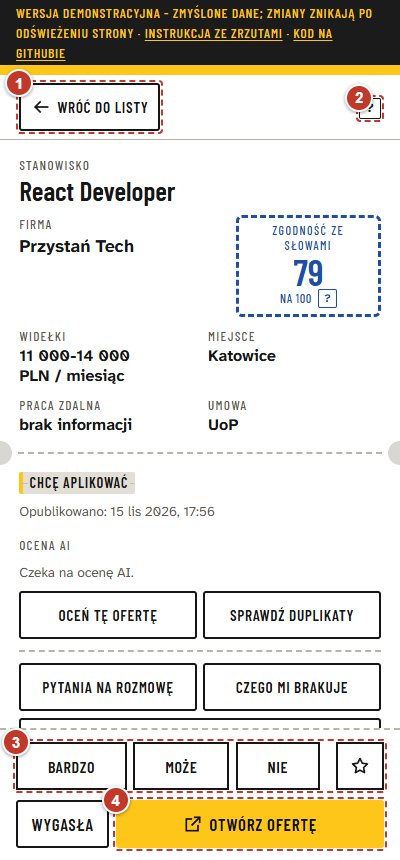 WERSJA DEMONSTRACYJNA - ZMYŚLONE DANE; ZMIANY ZNIKAJĄ PO
ODŚWIEŻENIU STRONY · INSTRUKCJA ZE ZRZUTAMI · KOD NA
GITHUBIE
1
← WRÓĆ DO LISTY
2
?
STANOWISKO
React Developer
FIRMA
Przystań Tech
ZGODNOŚĆ ZE
SŁOWAMI
79
NA 100 ?
WIDEŁKI
11 000-14 000
PLN / miesiąc
MIEJSCE
Katowice
PRACA ZDALNA
brak informacji
UMOWA
UoP
CHCĘ APLIKOWAĆ
Opublikowano: 15 lis 2026, 17:56
OCENA AI
Czeka na ocenę AI.
OCEŃ TĘ OFERTĘ
SPRAWDŹ DUPLIKATY
PYTANIA NA ROZMOWĘ
CZEGO MI BRAKUJE
3
BARDZO
MOŻE
NIE
4
WYGASŁA
OTWÓRZ OFERTĘ